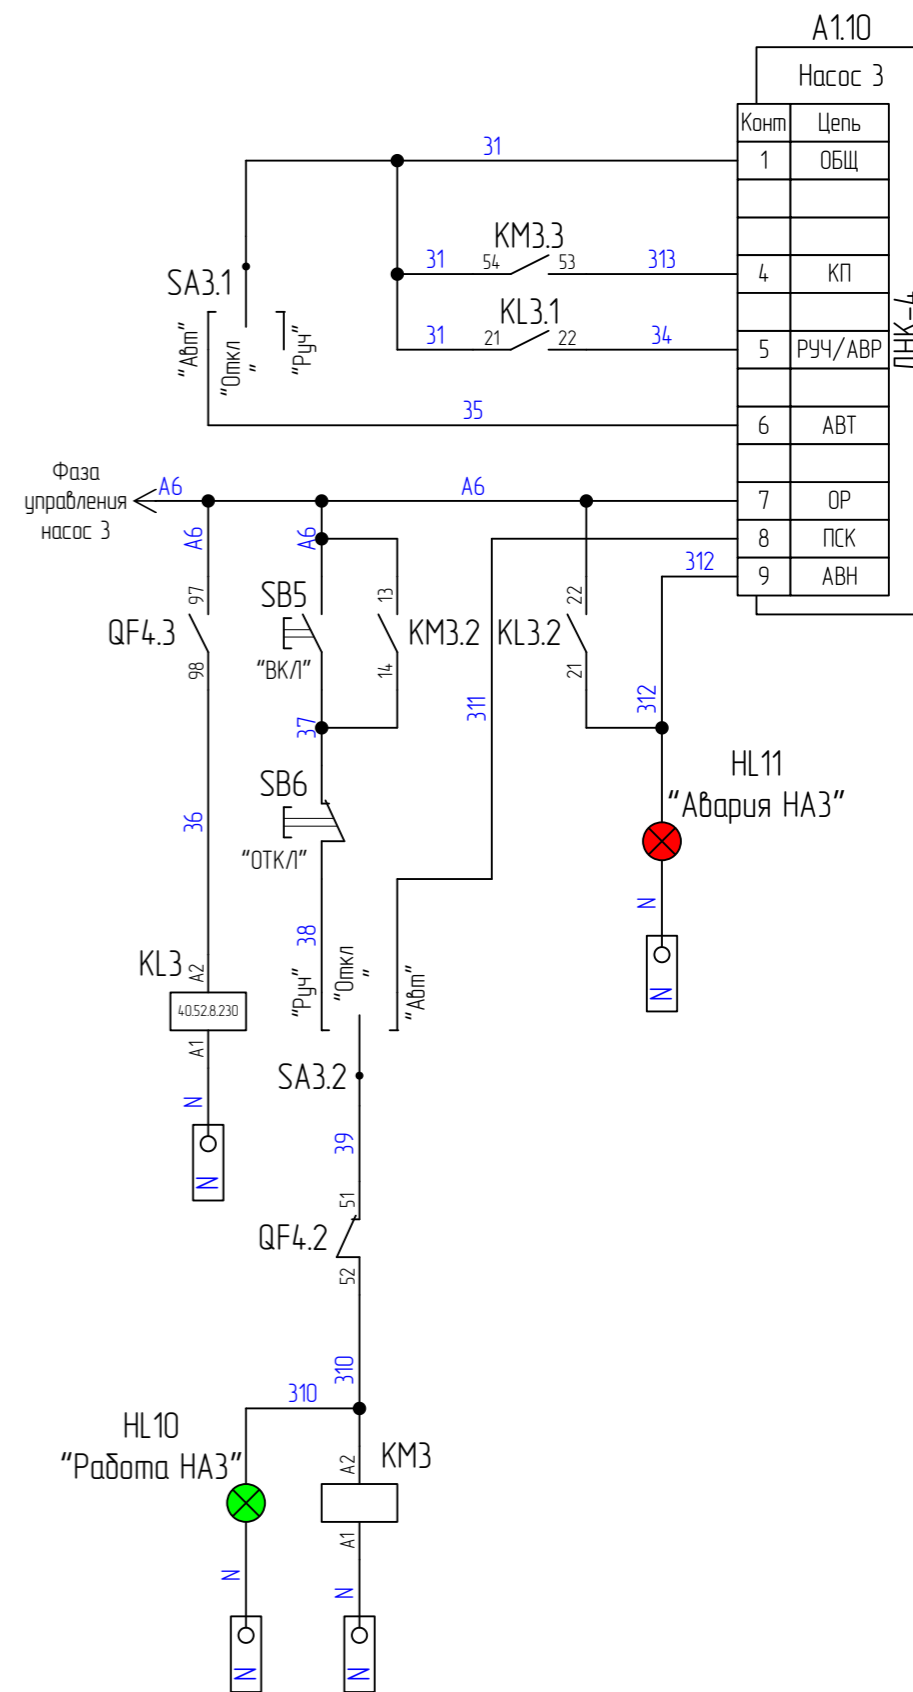 А1.10
Насос 3
Конт Цепь
31
1 ОБЩ
КМ3.3
31 54 53 313
4 КП
SA3.1
KL3.1
31 21 22 34
5 РУЧ/АВР
ПНК-4
"Авт"
"Откл"
"Руч"
35
6 АВТ
Фаза
управления
насос 3
А6
А6
7 ОР
8 ПСК
312
9 АВН
А6
А6
97
QF4.3
98
SB5
"ВКЛ"
13
КМ3.2
14
22
KL3.2
21
311
312
37
HL11
"Авария НА3"
SB6
"ОТКЛ"
36
38
N
N
KL3
А2
40.52.8.230
А1
"Руч"
"Откл"
"Авт"
SA3.2
N
N
39
51
QF4.2
52
310
310
HL10
"Работа НА3"
А2
КМ3
А1
N
N
N
N